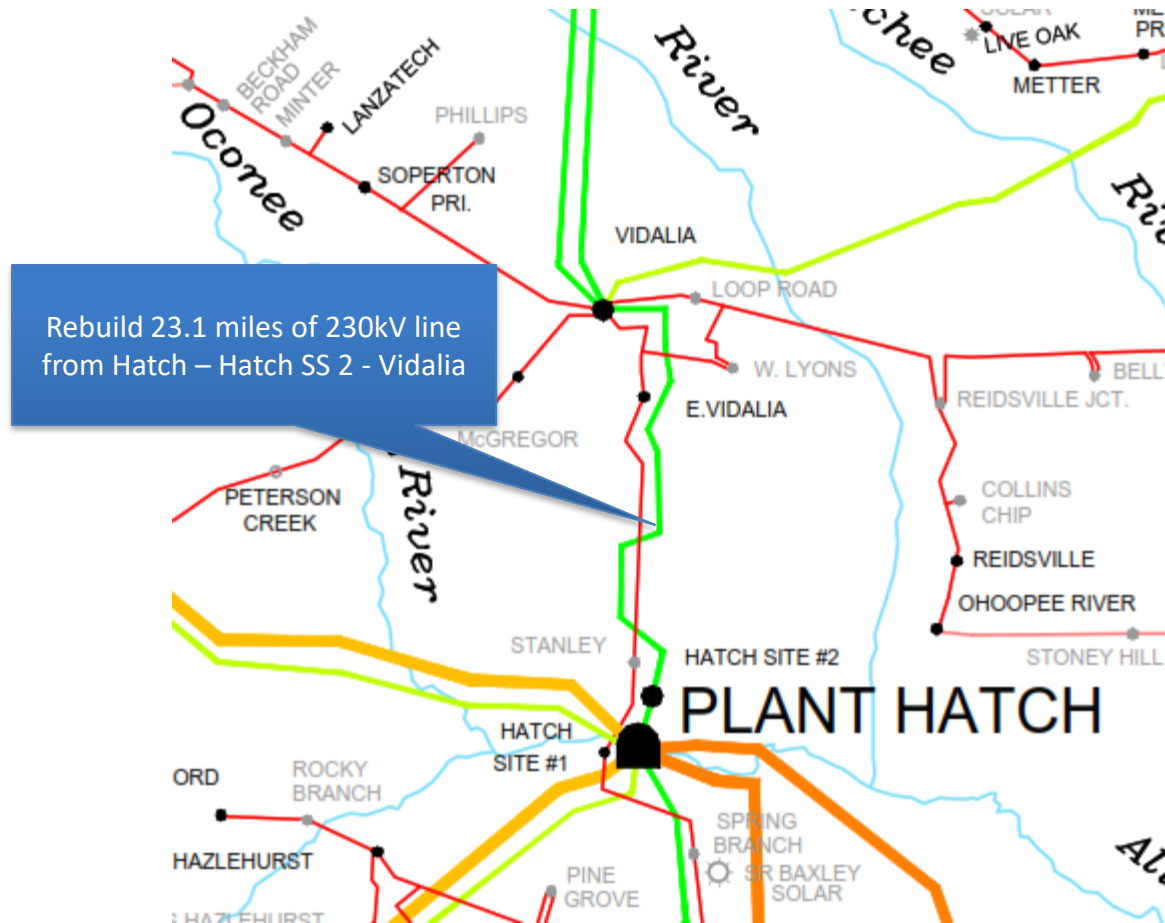 SOLAR
LIVE OAK
METTER
PR
chee
River
BECKHAM
ROAD
MINTER
LANZATECH
PHILLIPS
Oconee
SOPERTON
PRI.
VIDALIA
LOOP ROAD
Rebuild 23.1 miles of 230kV line
from Hatch – Hatch SS 2 - Vidalia
W. LYONS
BELL
REIDSVILLE JCT.
E.VIDALIA
McGREGOR
River
PETERSON
CREEK
COLLINS
CHIP
REIDSVILLE
OHOOPEE RIVER
STANLEY
HATCH SITE #2
STONEY HILL
PLANT HATCH
HATCH
SITE #1
ORD
ROCKY
BRANCH
HAZLEHURST
SPRING
BRANCH
SR BAXLEY
SOLAR
PINE
GROVE
S HAZLEHURST